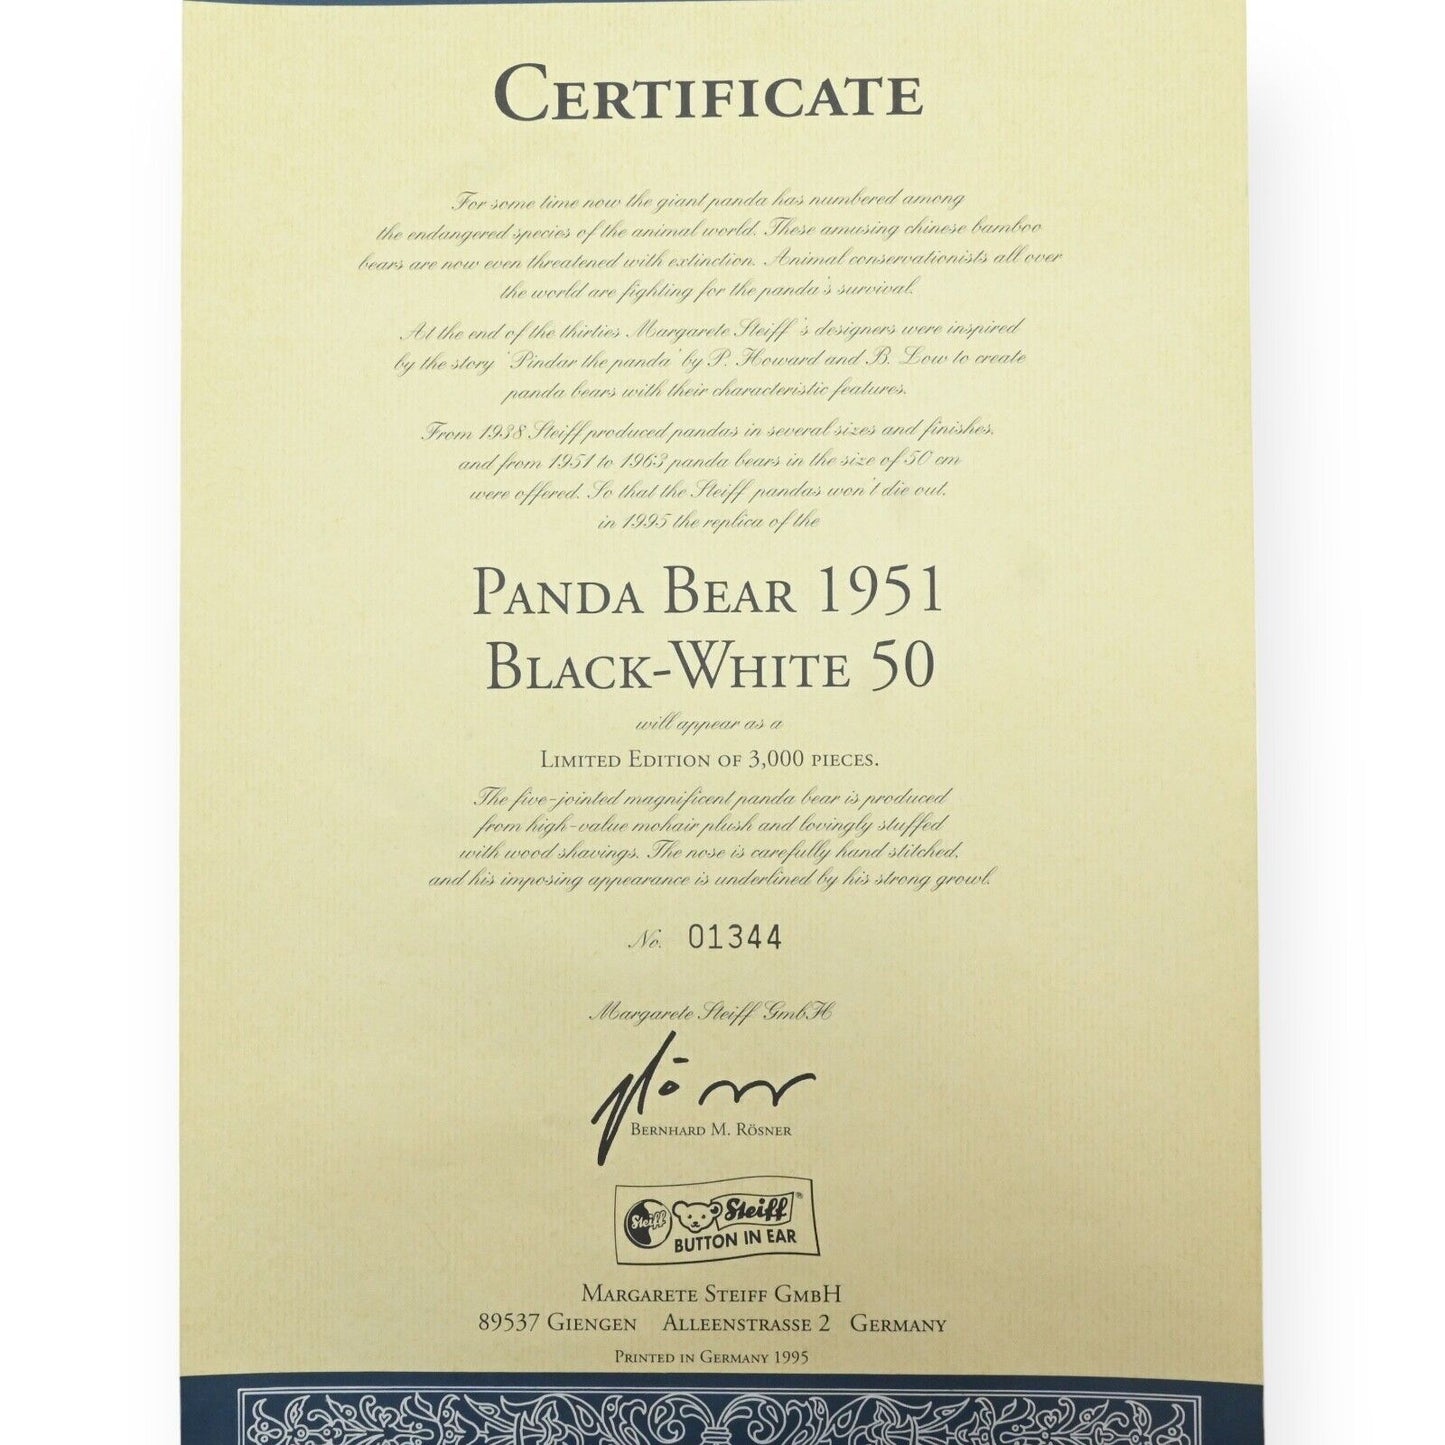 CERTIFICATE
For some time now the giant panda has numbered among
the endangered species of the animal world. These amusing chinese bamboo
bears are now even threatened with extinction. Animal conservationists all over
the world are fighting for the panda's survival.
At the end of the thirties Margarete Steiff's designers were inspired
by the story 'Pindar the panda' by P. Howard and B. Low to create
panda bears with their characteristic features.
From 1938 Steiff produced pandas in several sizes and finishes,
and from 1951 to 1963 panda bears in the size of 50 cm
were offered. So that the Steiff pandas won't die out,
in 1995 the replica of the
PANDA BEAR 1951
BLACK-WHITE 50
will appear as a
LIMITED EDITION OF 3,000 PIECES.
The five-jointed magnificent panda bear is produced
from high-value mohair plush and lovingly stuffed
with wood shavings. The nose is carefully hand stitched,
and his imposing appearance is underlined by his strong growl.
No. 01344
Margarete Steiff GmbH
BERNHARD M. RÖSNER
Steiff Steiff®
BUTTON IN EAR
MARGARETE STEIFF GMBH
89537 GIENGEN ALLEENSTRASSE 2 GERMANY
PRINTED IN GERMANY 1995